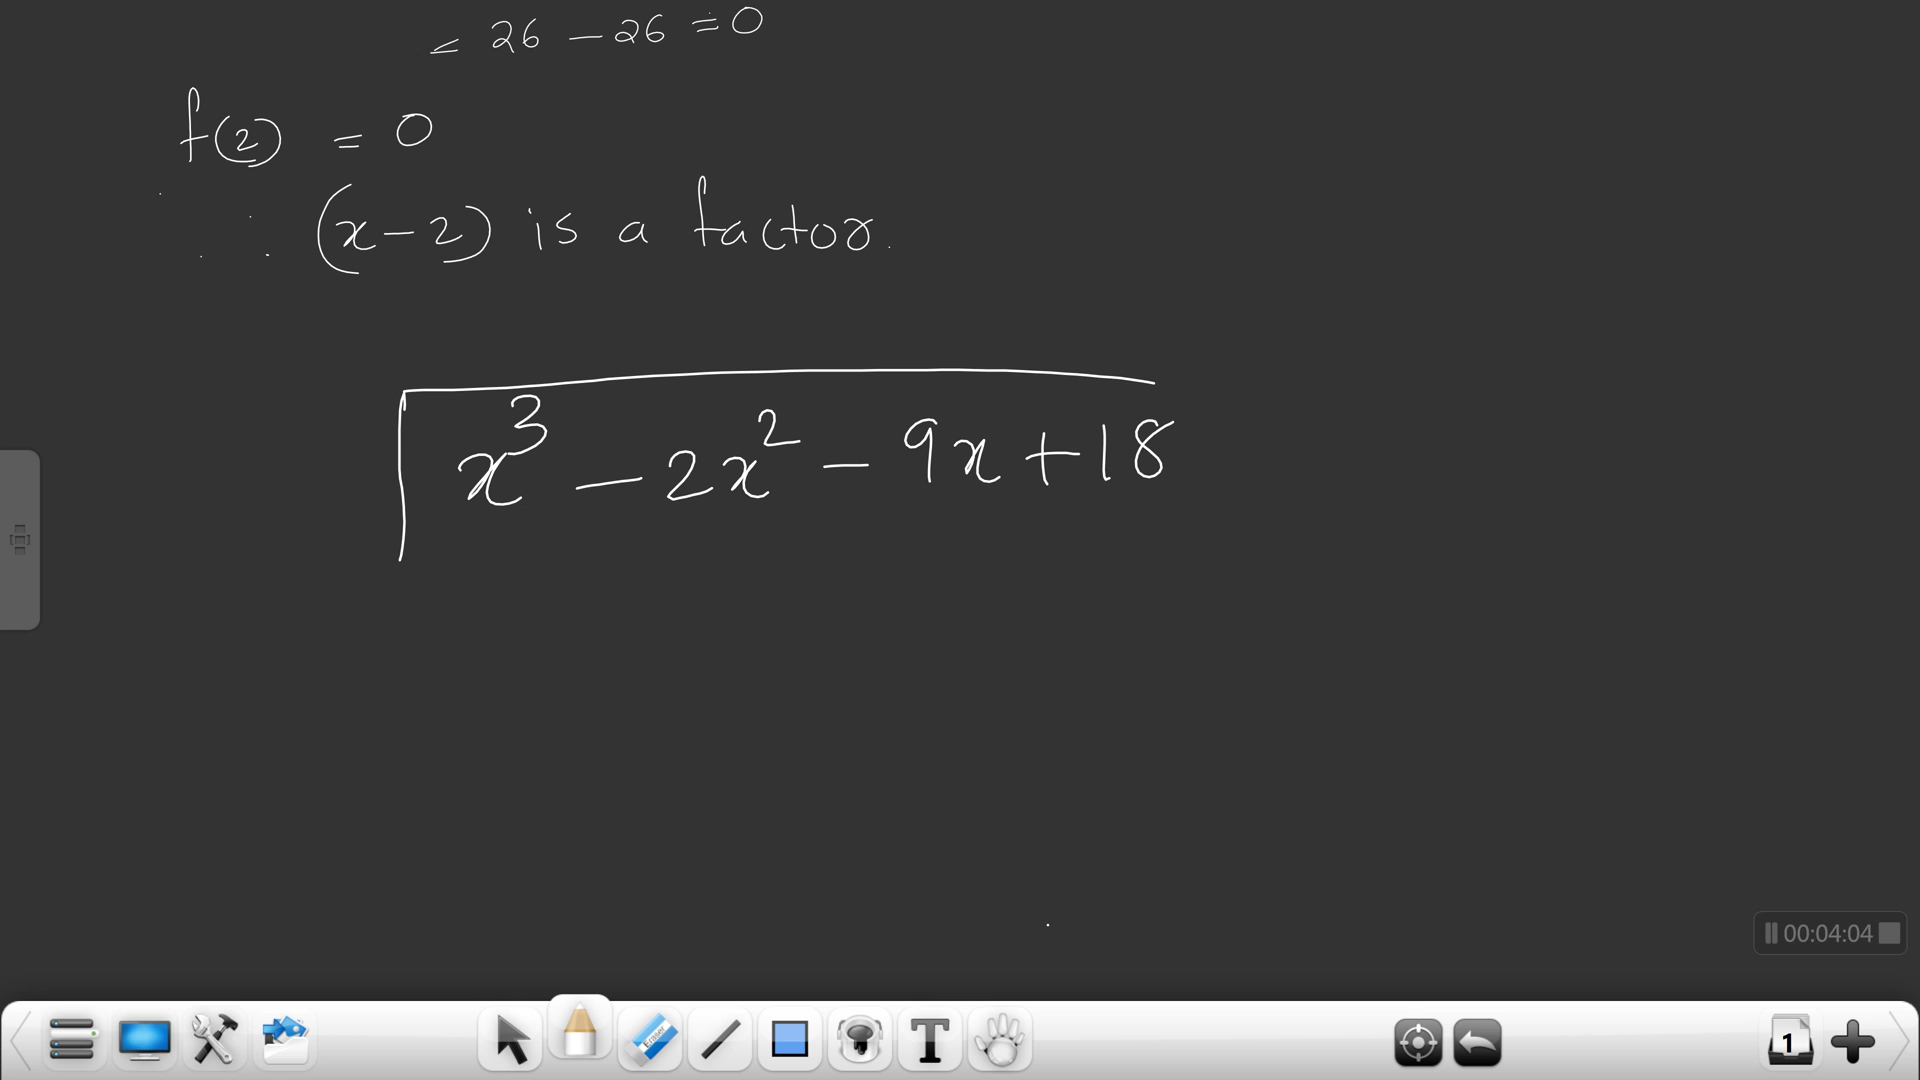 = 26 - 26 = 0
f(2) = 0
∴ (x-2) is a factor.
x³ - 2x² - 9x + 18
00:04:04
Eraser
T
1